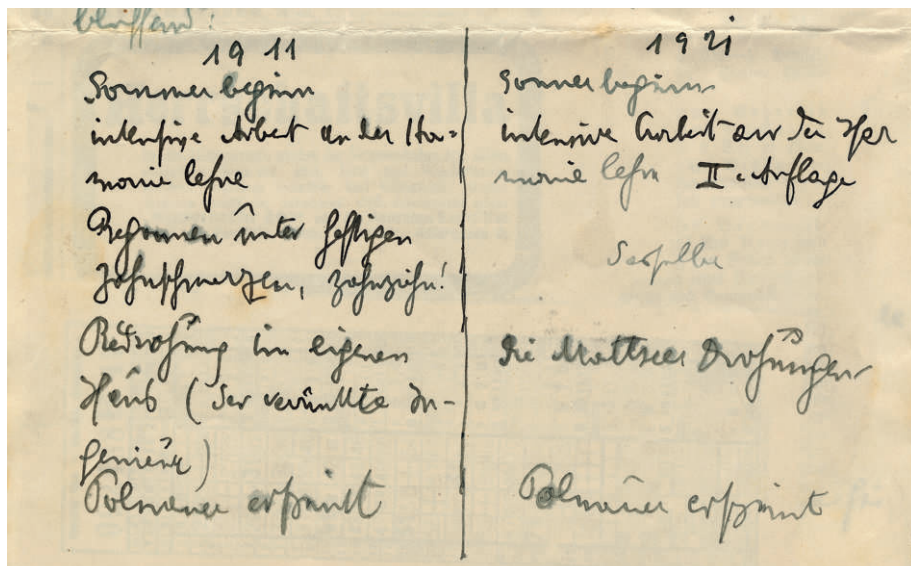 blüffend:
1911
Sommerbeginn
intensive Arbeit an der Har=
monielehre
Begonnen unter heftigen
Zahnschmerzen, Zahnziehn!
Bedrohung im eigenen
Haus (der verrückte In-
genieur)
Polnauer erscheint
1921
Sommerbeginn
intensive Arbeit an der Har
monielehre II. Auflage
Dasselbe
die Mattseer Drohungen
Polnauer erscheint